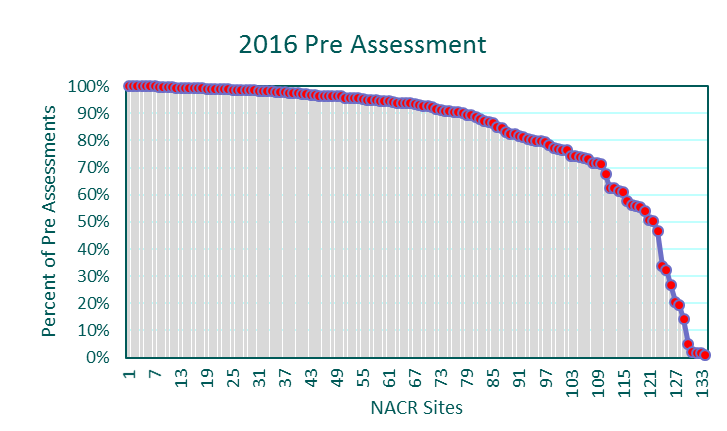 2016 Pre Assessment
Percent of Pre Assessments
100%
90%
80%
70%
60%
50%
40%
30%
20%
10%
0%
1 7 13 19 25 31 37 43 49 55 61 67 73 79 85 91 97 103 109 115 121 127 133
NACR Sites